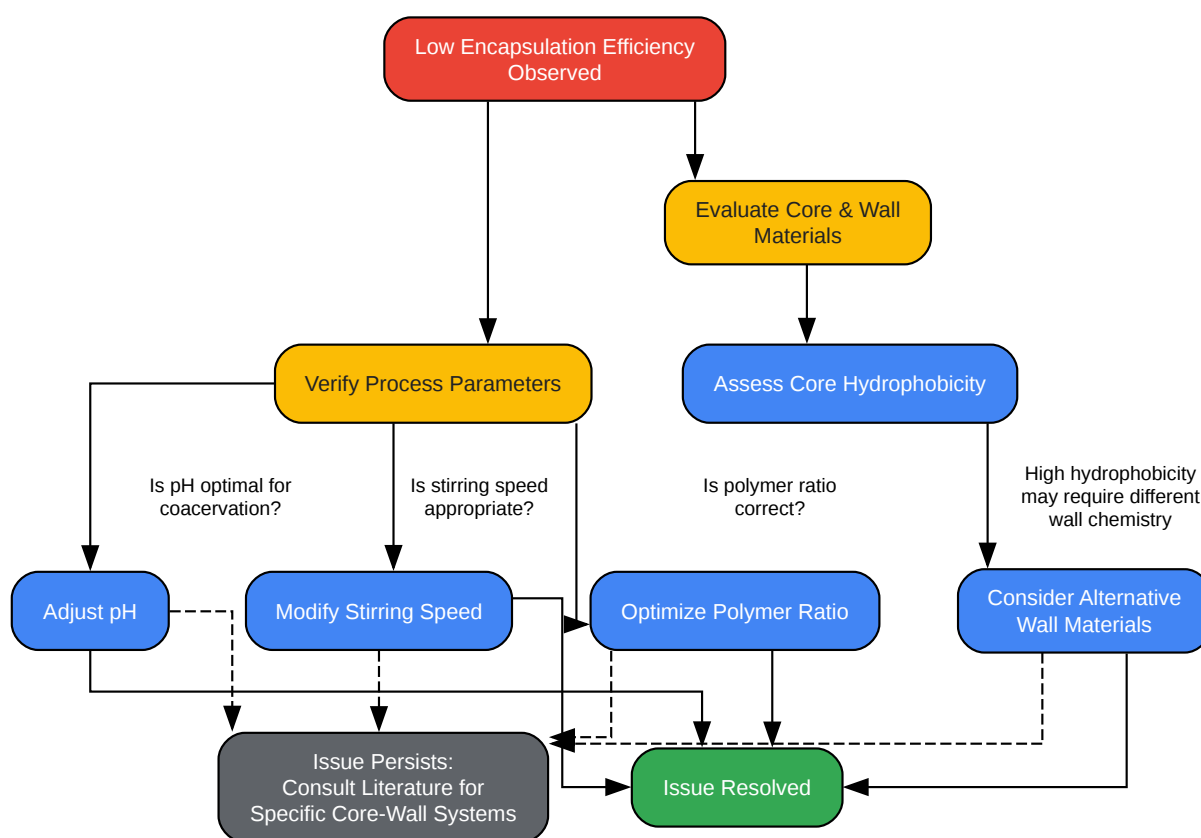 Low Encapsulation Efficiency
Observed
Evaluate Core & Wall
Materials
Verify Process Parameters
Assess Core Hydrophobicity
Is pH optimal for
coacervation?
Is stirring speed
appropriate?
Is polymer ratio
correct?
High hydrophobicity
may require different
wall chemistry
Adjust pH
Modify Stirring Speed
Optimize Polymer Ratio
Consider Alternative
Wall Materials
Issue Persists:
Consult Literature for
Specific Core-Wall Systems
Issue Resolved